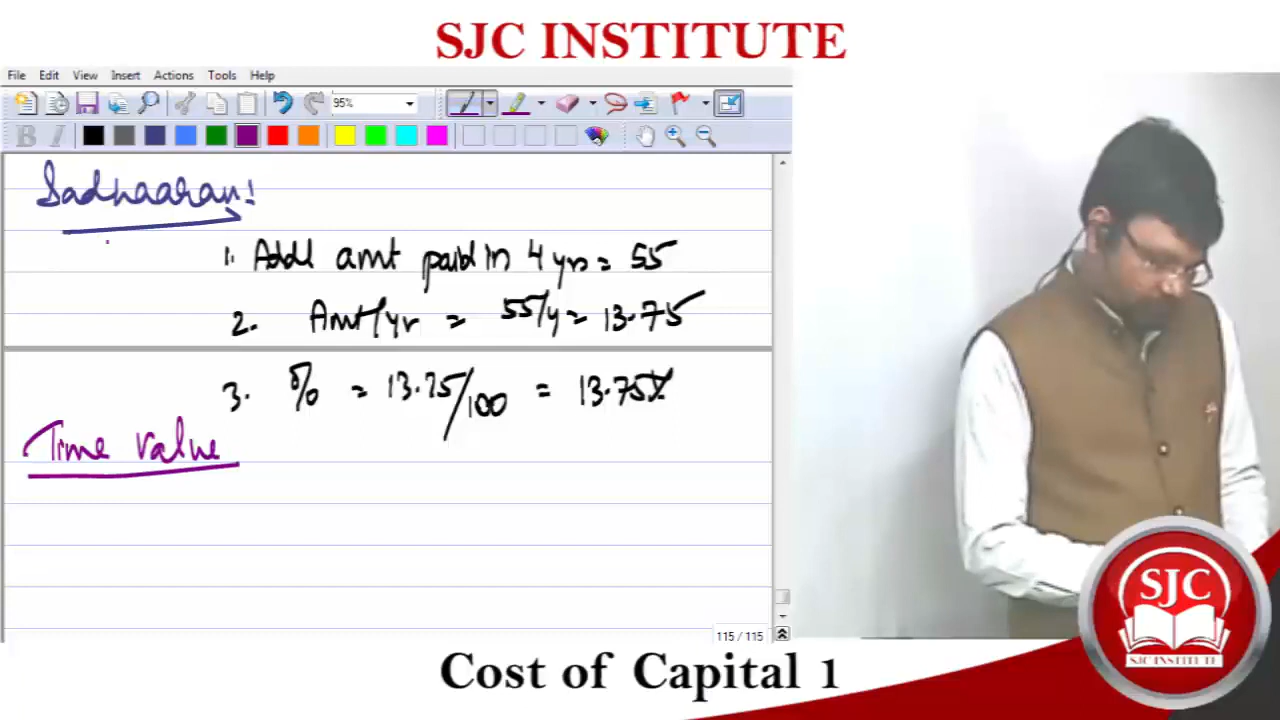 SJC INSTITUTE
File Edit View Insert Actions Tools Help
95%
B I
Sadhaaran!
1. Addl amt paid in 4 yrs = 55
2. Amt/yr = 55/y = 13.75
3. % = 13.75/100 = 13.75%
Time value
115 / 115
SJC
SJC INSTITUTE
Cost of Capital 1